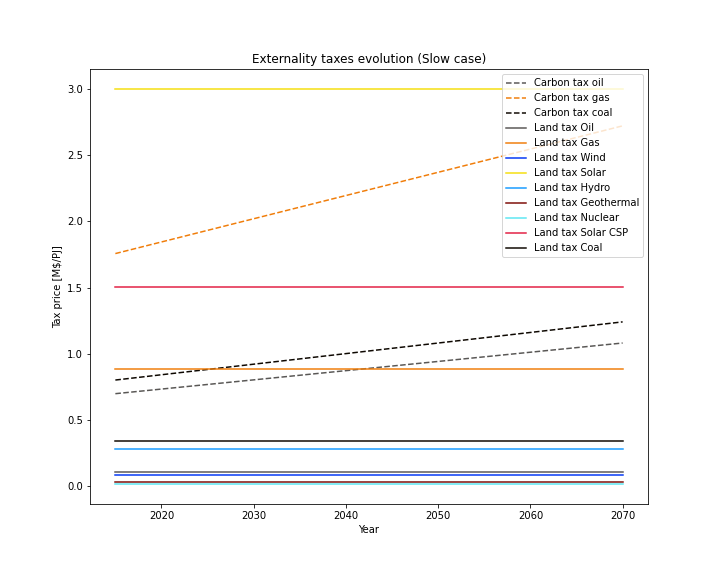 Externality taxes evolution (Slow case)
3.0
2.5
2.0
1.5
1.0
0.5
0.0
Tax price [M$/PJ]
2020 2030 2040 2050 2060 2070
Year
Carbon tax oil
Carbon tax gas
Carbon tax coal
Land tax Oil
Land tax Gas
Land tax Wind
Land tax Solar
Land tax Hydro
Land tax Geothermal
Land tax Nuclear
Land tax Solar CSP
Land tax Coal